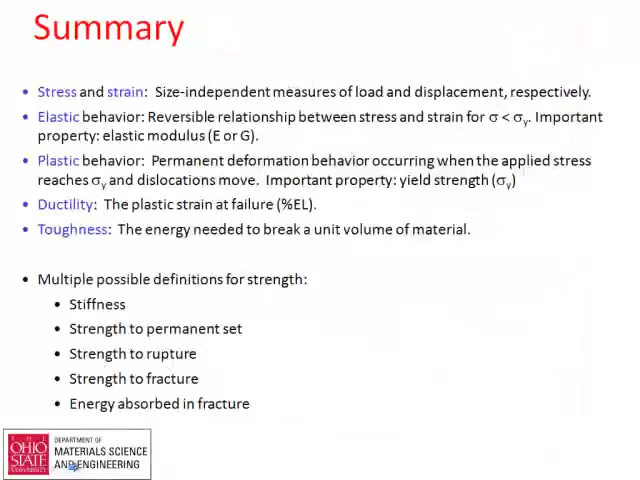 Summary
• Stress and strain: Size-independent measures of load and displacement, respectively.
• Elastic behavior: Reversible relationship between stress and strain for σ < σy. Important
property: elastic modulus (E or G).
• Plastic behavior: Permanent deformation behavior occurring when the applied stress
reaches σy and dislocations move. Important property: yield strength (σy)
• Ductility: The plastic strain at failure (%EL).
• Toughness: The energy needed to break a unit volume of material.
• Multiple possible definitions for strength:
• Stiffness
• Strength to permanent set
• Strength to rupture
• Strength to fracture
• Energy absorbed in fracture
T · H · E
OHIO
STATE
UNIVERSITY
DEPARTMENT OF
MATERIALS SCIENCE
AND ENGINEERING